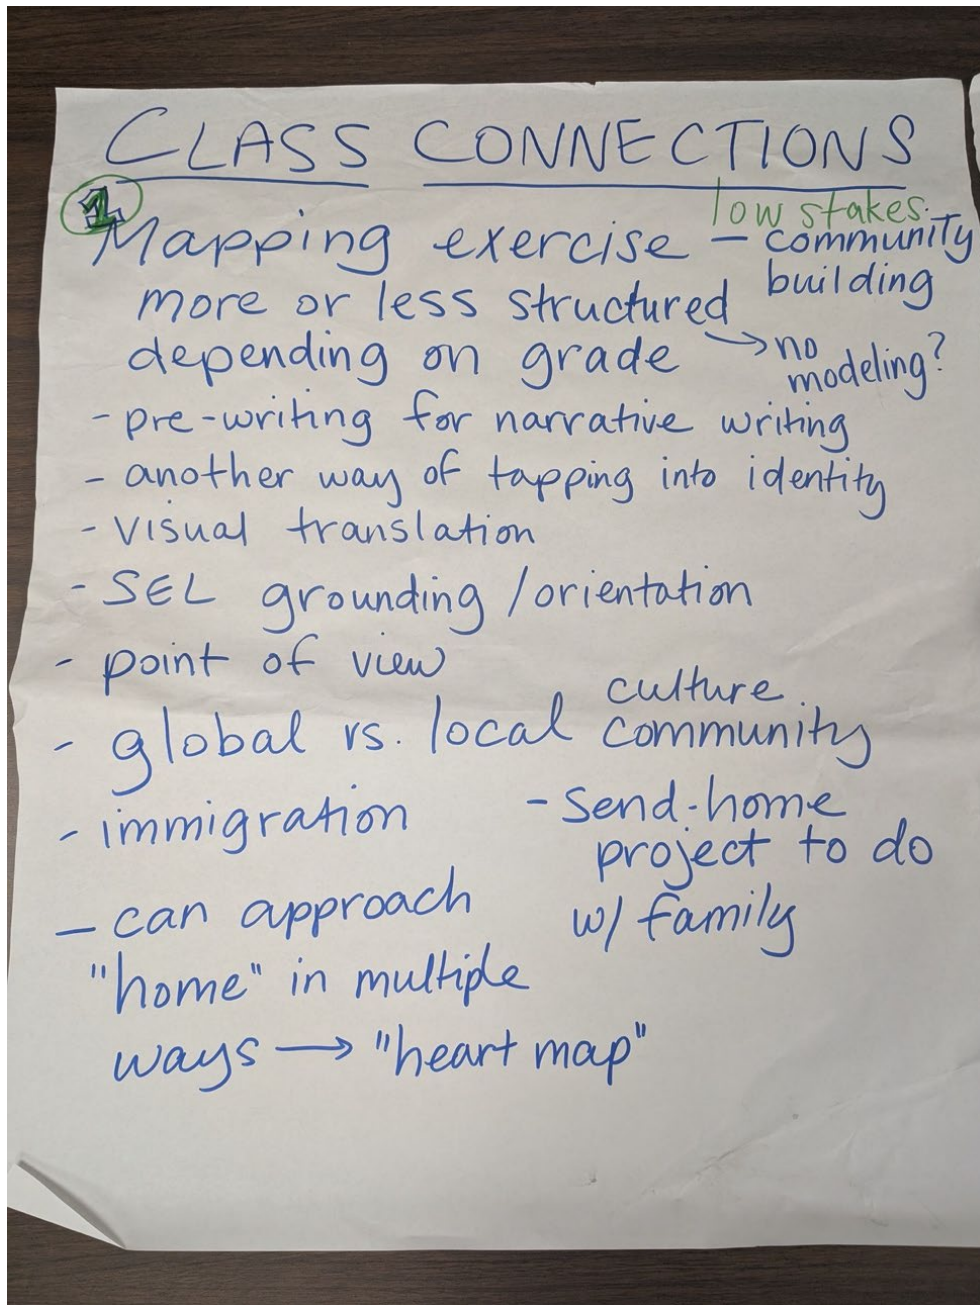 CLASS CONNECTIONS
1
low stakes
Mapping exercise - community
building
more or less structured
depending on grade → no
modeling?
- pre-writing for narrative writing
- another way of tapping into identity
- visual translation
- SEL grounding / orientation
- point of view
- global vs. local culture
community
- immigration
- Send-home
project to do
w/ family
- can approach
"home" in multiple
ways → "heart map"